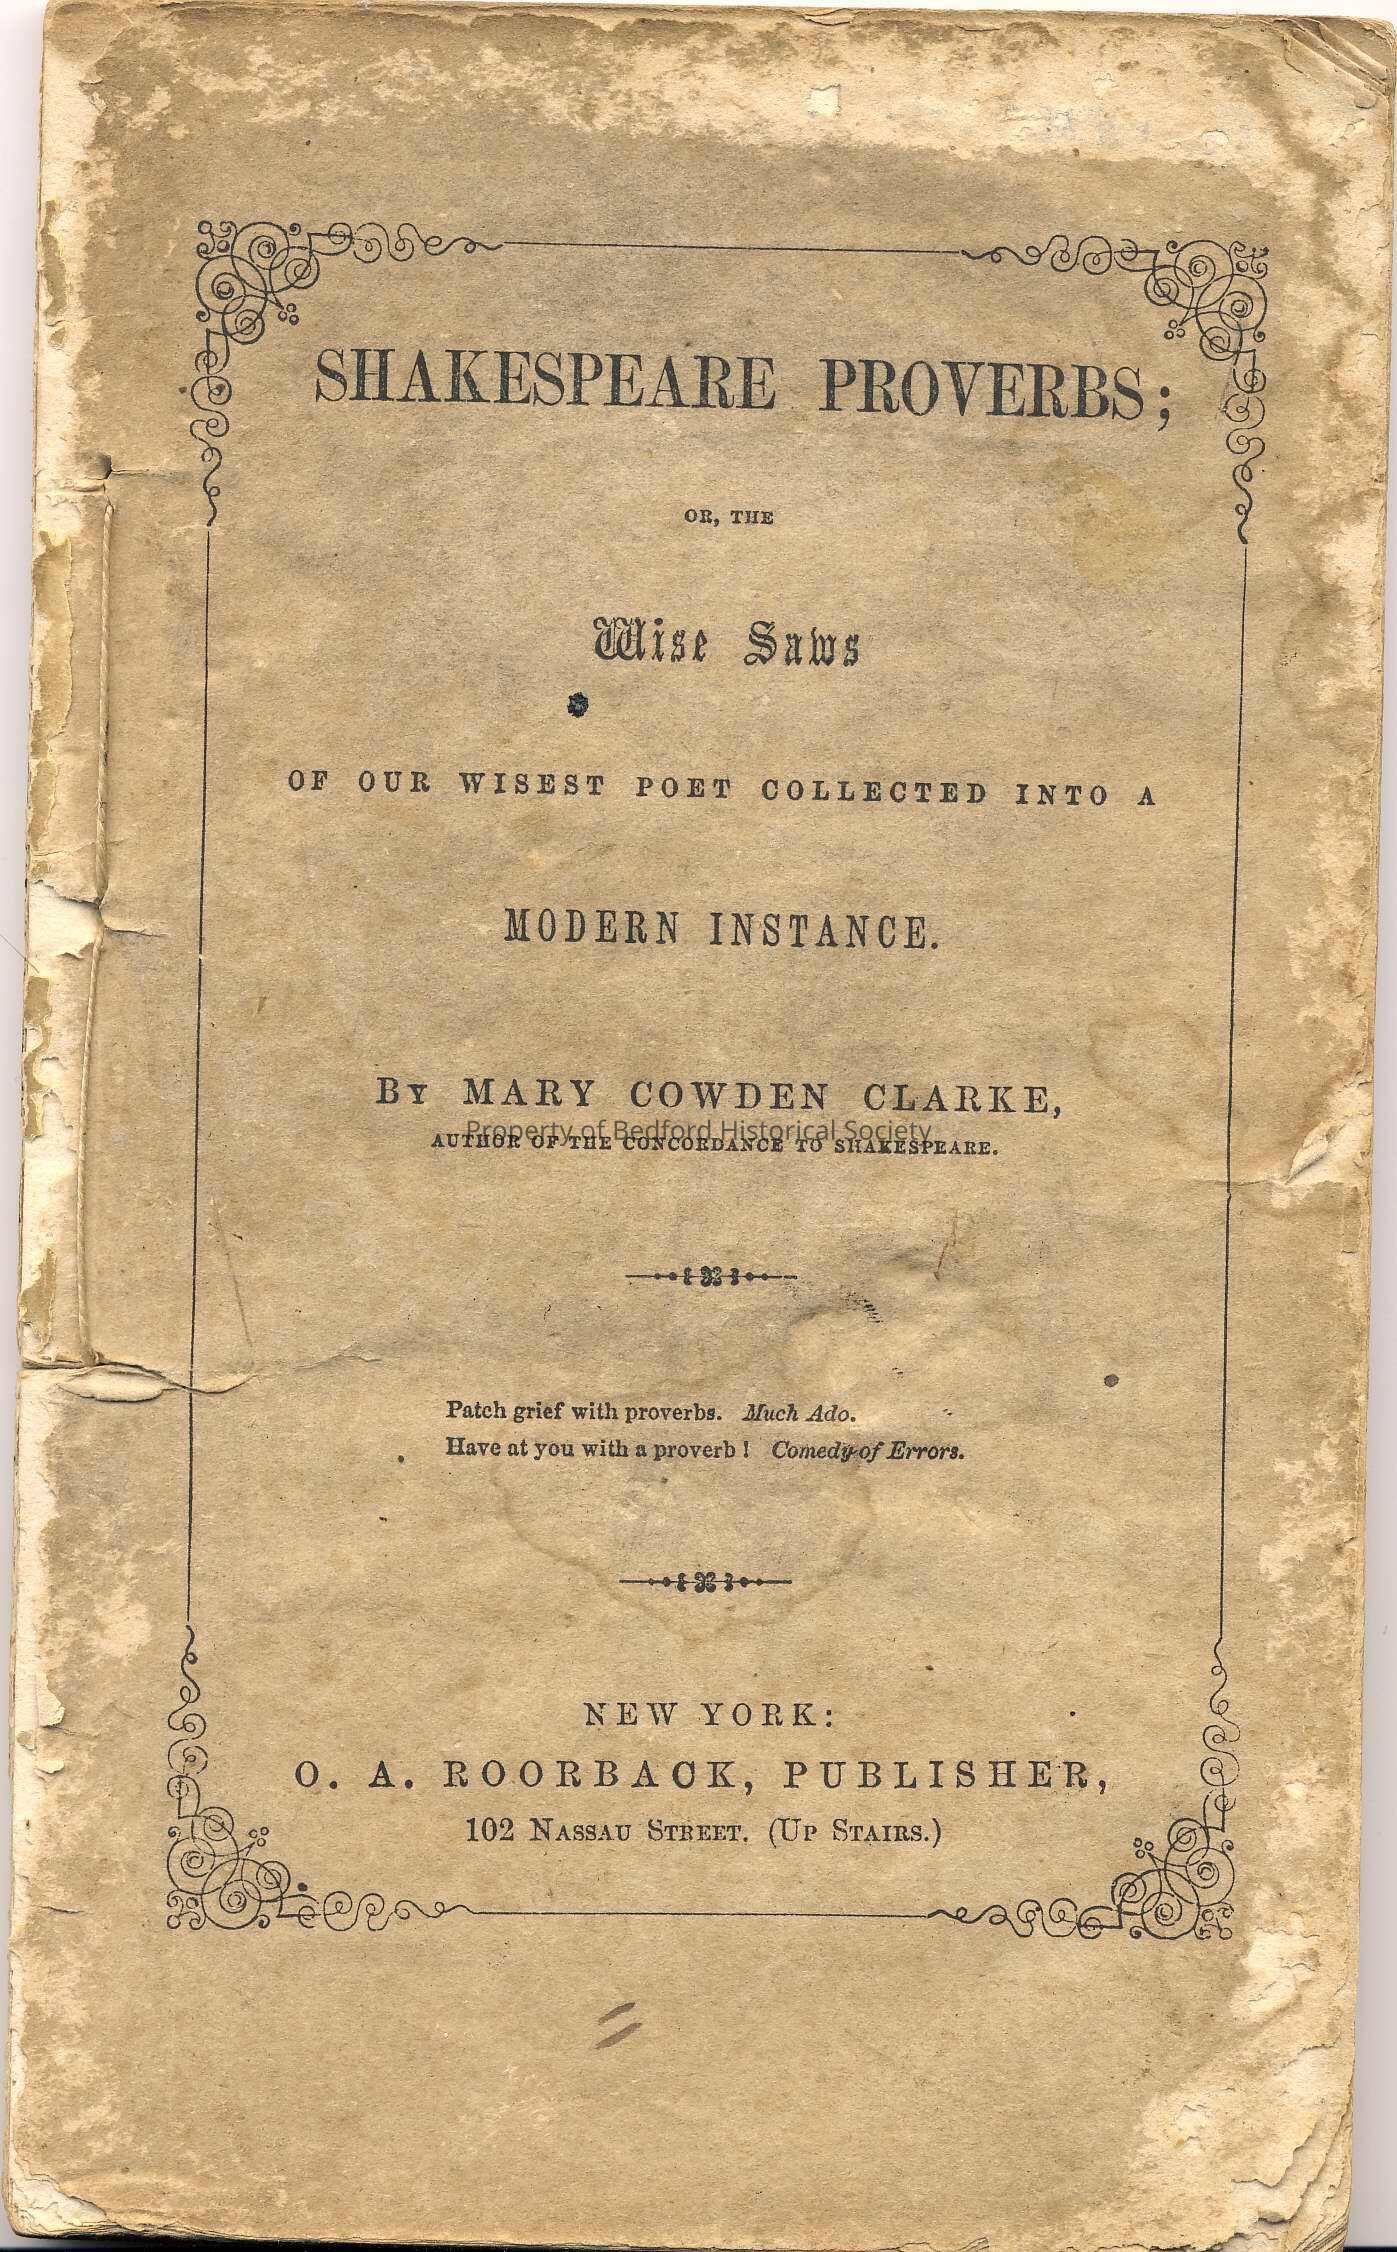 SHAKESPEARE PROVERBS;
OR, THE
Wise Saws
OF OUR WISEST POET COLLECTED INTO A
MODERN INSTANCE.
BY MARY COWDEN CLARKE,
Property of Bedford Historical Society
AUTHOR OF THE CONCORDANCE TO SHAKESPEARE.
Patch grief with proverbs. Much Ado.
Have at you with a proverb! Comedy of Errors.
NEW YORK:
O. A. ROORBACK, PUBLISHER,
102 NASSAU STREET. (UP STAIRS.)